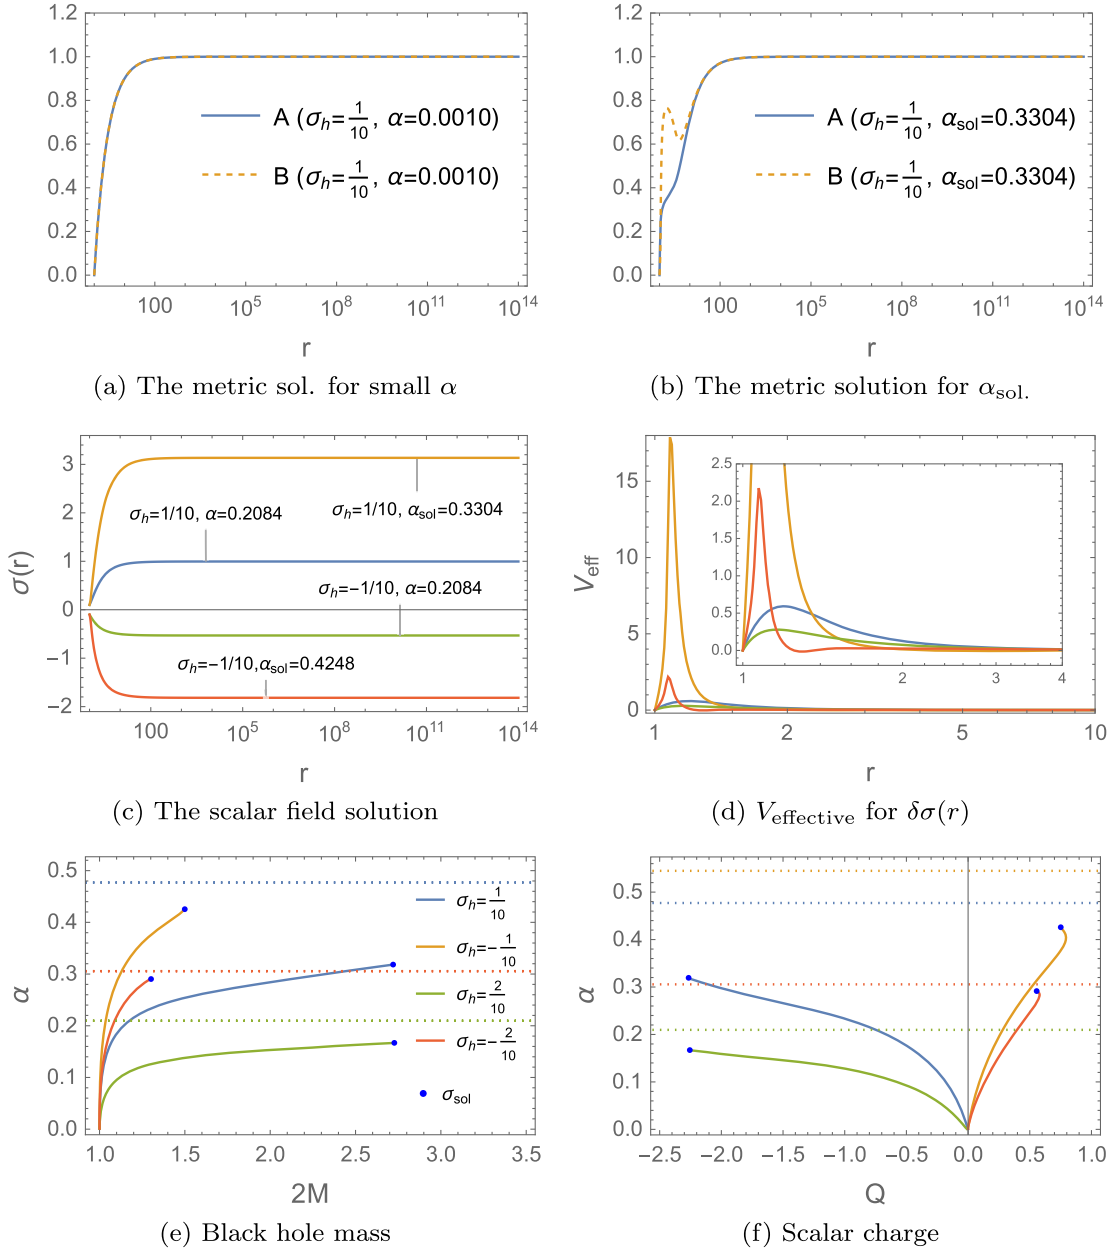 1.2
1.0
0.8
0.6
0.4
0.2
0.0
A (σh=1/10, α=0.0010)
B (σh=1/10, α=0.0010)
100 10^5 10^8 10^11 10^14
r
(a) The metric sol. for small α
1.2
1.0
0.8
0.6
0.4
0.2
0.0
A (σh=1/10, αsol=0.3304)
B (σh=1/10, αsol=0.3304)
100 10^5 10^8 10^11 10^14
r
(b) The metric solution for αsol.
σ(r)
3
2
1
0
−1
−2
σh=1/10, α=0.2084
σh=1/10, αsol=0.3304
σh=−1/10, α=0.2084
σh=−1/10,αsol=0.4248
100 10^5 10^8 10^11 10^14
r
(c) The scalar field solution
Veff
15
10
5
0
2.5
2.0
1.5
1.0
0.5
0.0
1 2 3 4
1 2 5 10
r
(d) Veffective for δσ(r)
α
0.5
0.4
0.3
0.2
0.1
0.0
σh=1/10
σh=−1/10
σh=2/10
σh=−2/10
σsol
1.0 1.5 2.0 2.5 3.0 3.5
2M
(e) Black hole mass
α
0.5
0.4
0.3
0.2
0.1
0.0
−2.5 −2.0 −1.5 −1.0 −0.5 0.0 0.5 1.0
Q
(f) Scalar charge